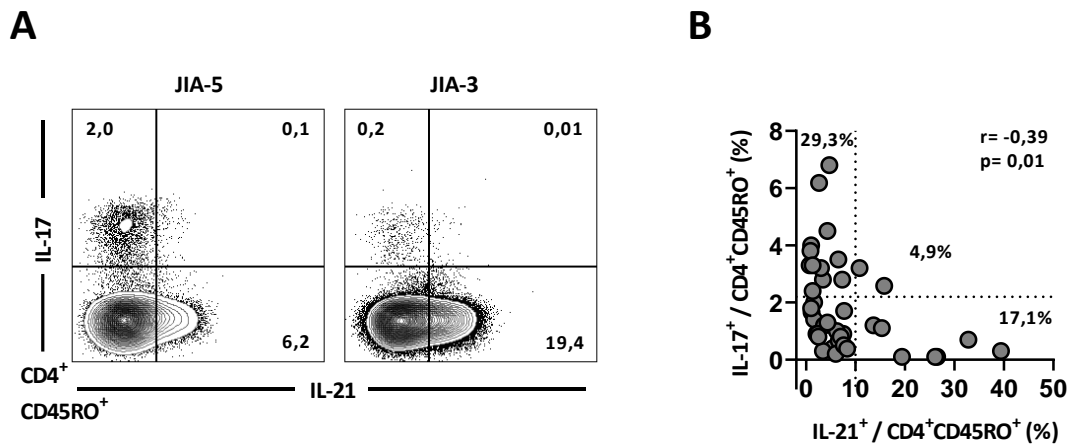 A
JIA-5
JIA-3
2,0
0,1
6,2
0,2
0,01
19,4
IL-17
CD4+
CD45RO+
IL-21
B
IL-17+ / CD4+CD45RO+ (%)
8
6
4
2
0
29,3%
r= -0,39
p= 0,01
4,9%
17,1%
0 10 20 30 40 50
IL-21+ / CD4+CD45RO+ (%)